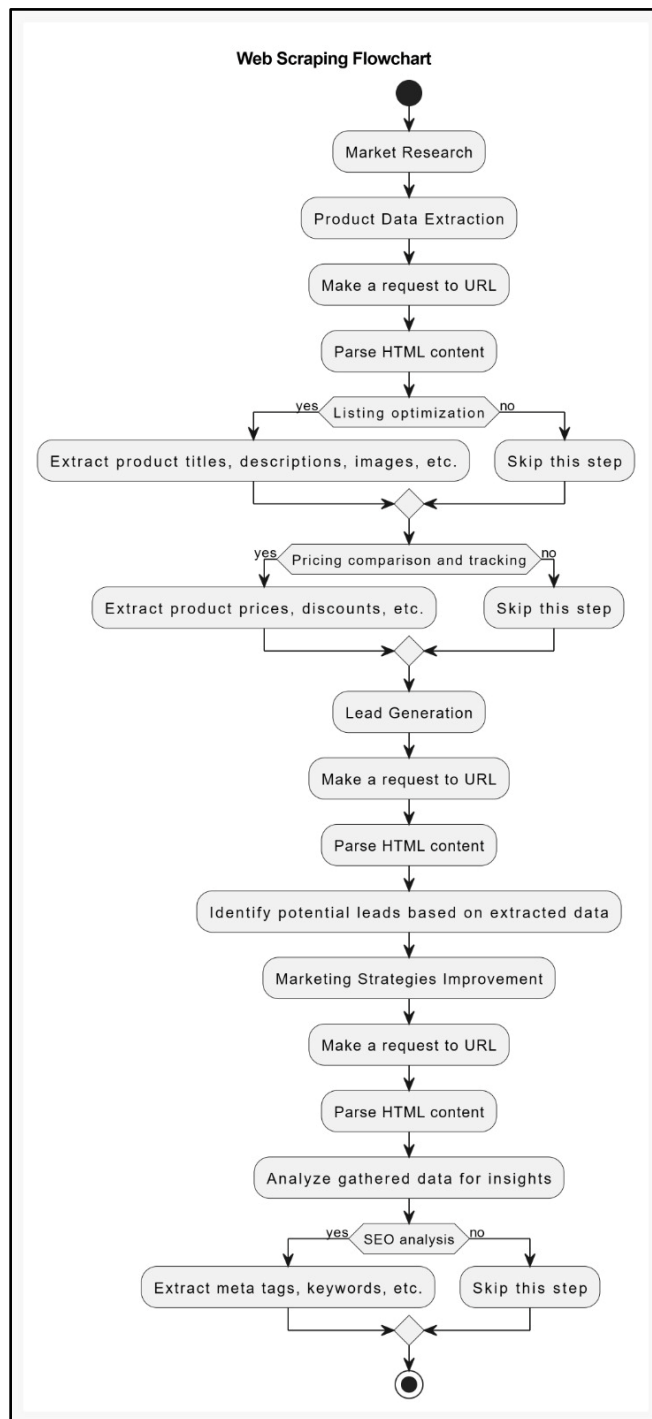 Web Scraping Flowchart
Market Research
Product Data Extraction
Make a request to URL
Parse HTML content
yes
Listing optimization
no
Extract product titles, descriptions, images, etc.
Skip this step
yes
Pricing comparison and tracking
no
Extract product prices, discounts, etc.
Skip this step
Lead Generation
Make a request to URL
Parse HTML content
Identify potential leads based on extracted data
Marketing Strategies Improvement
Make a request to URL
Parse HTML content
Analyze gathered data for insights
yes
SEO analysis
no
Extract meta tags, keywords, etc.
Skip this step